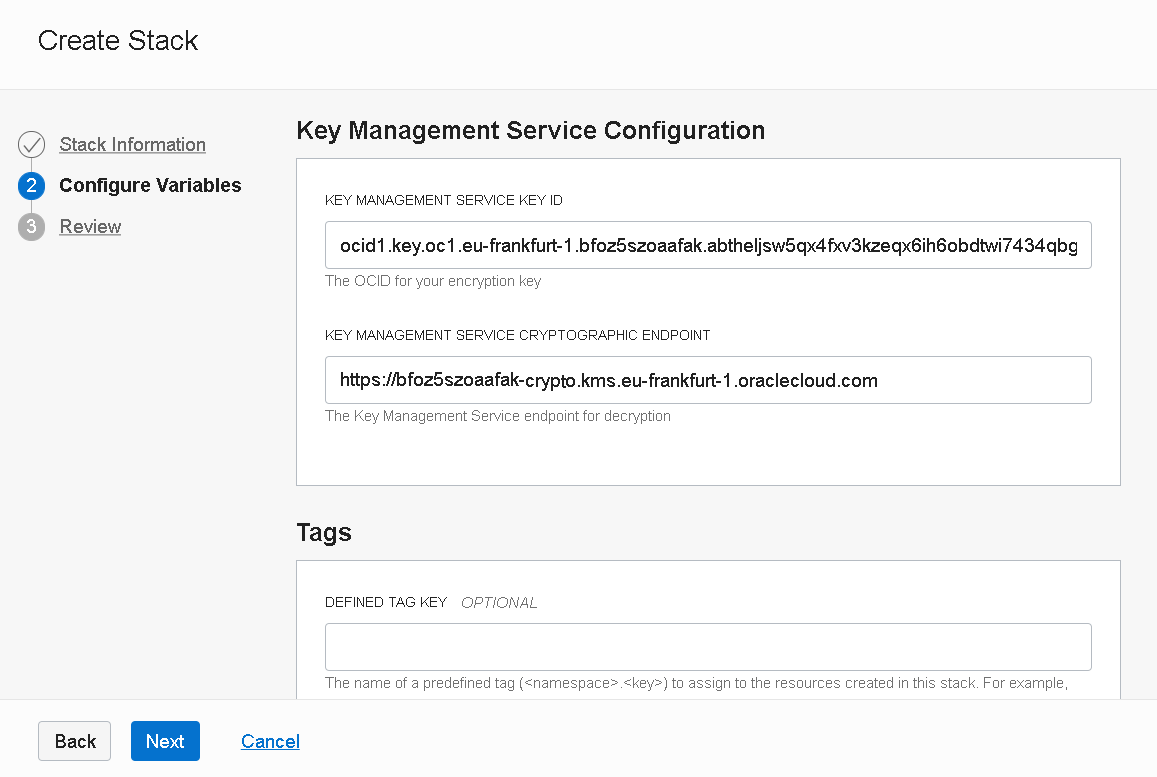 Create Stack
Stack Information
2 Configure Variables
3 Review
Key Management Service Configuration
KEY MANAGEMENT SERVICE KEY ID
ocid1.key.oc1.eu-frankfurt-1.bfoz5szoaafak.abtheljsw5qx4fxv3kzeqx6ih6obdtwi7434qbg
The OCID for your encryption key
KEY MANAGEMENT SERVICE CRYPTOGRAPHIC ENDPOINT
https://bfoz5szoaafak-crypto.kms.eu-frankfurt-1.oraclecloud.com
The Key Management Service endpoint for decryption
Tags
DEFINED TAG KEY OPTIONAL
The name of a predefined tag (<namespace>.<key>) to assign to the resources created in this stack. For example,
Back Next Cancel